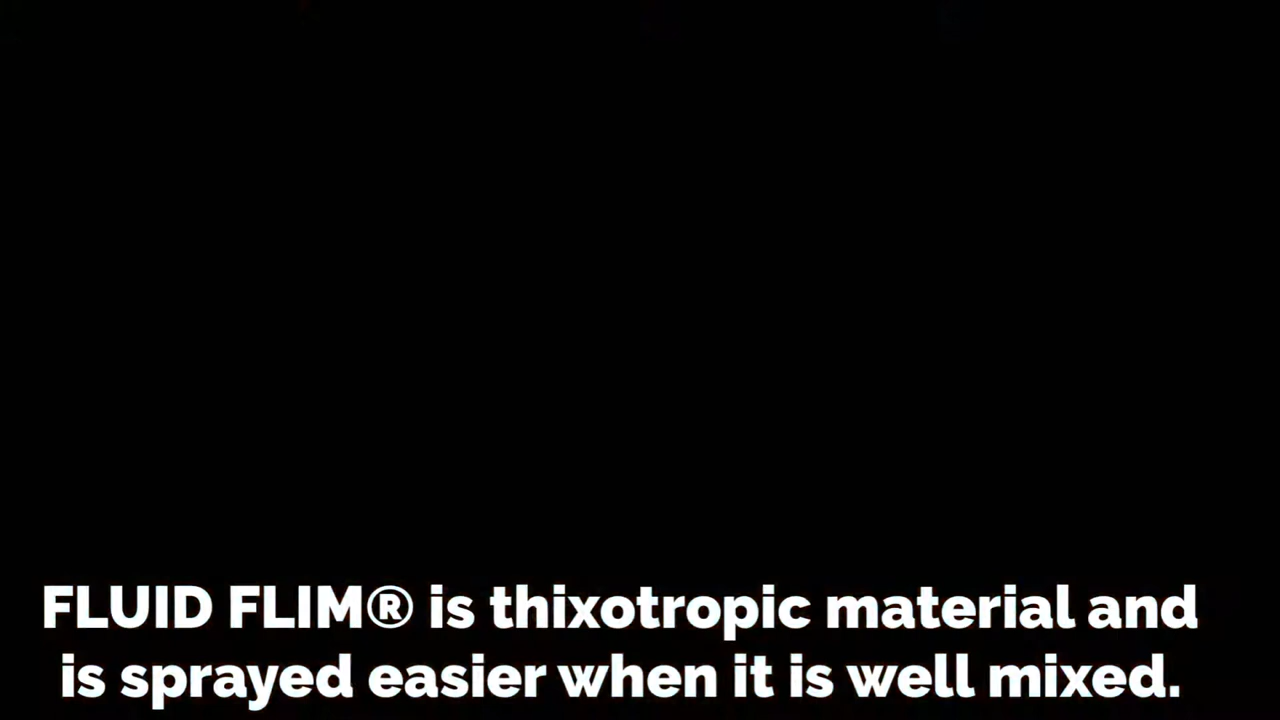 FLUID FLIM® is thixotropic material and
is sprayed easier when it is well mixed.